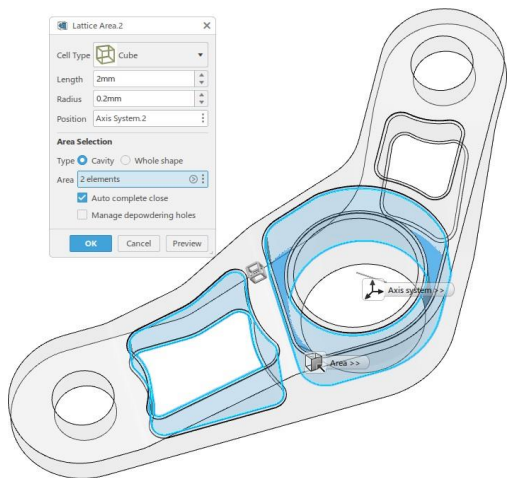 Lattice Area.2
Cell Type Cube
Length 2mm
Radius 0.2mm
Position Axis System.2
Area Selection
Type Cavity Whole shape
Area 2 elements
Auto complete close
Manage depowdering holes
OK Cancel Preview
Axis system >>
Area >>